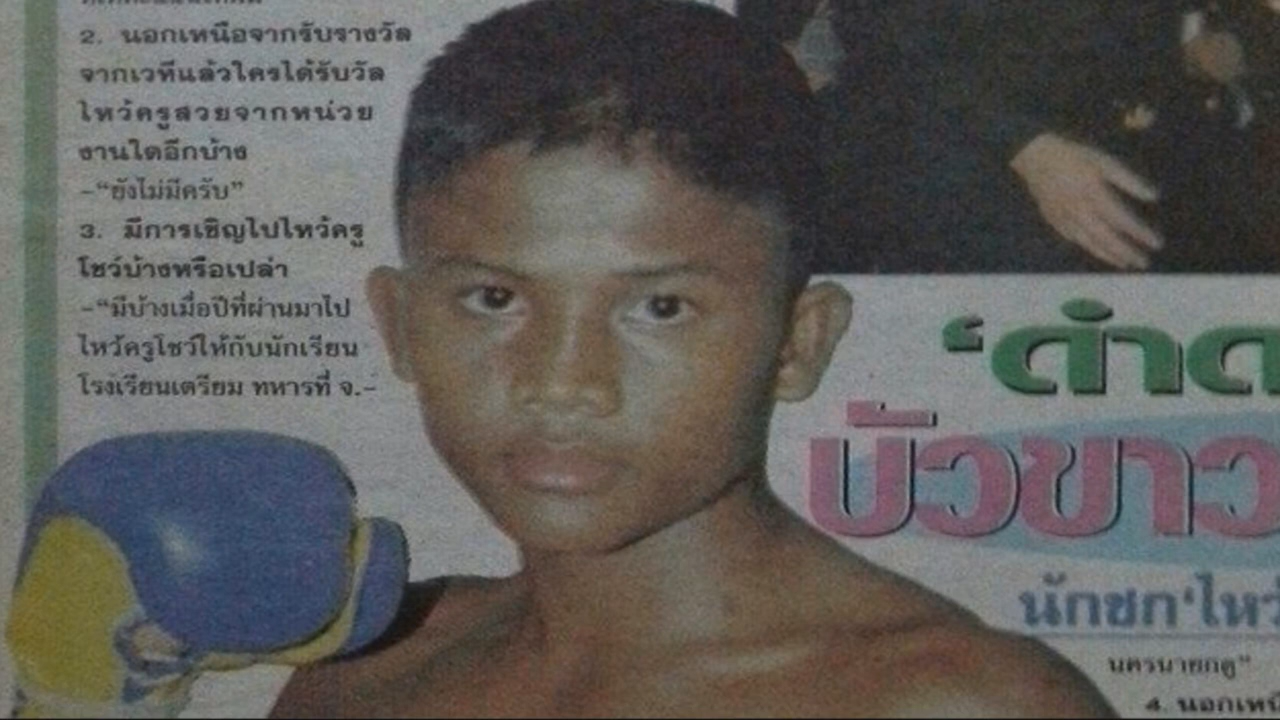 2. นอกเหนือจากรับรางวัล
จากเวทีแล้วใครได้รับวัล
ไหว้ครูสวยจากหน่วย
งานใดอีกบ้าง
-“ยังไม่มีครับ”
3. มีการเชิญไปไหว้ครู
โชว์บ้างหรือเปล่า
-“มีบ้างเมื่อปีที่ผ่านมาไป
ไหว้ครูโชว์ให้กับนักเรียน
โรงเรียนเตรียม ทหารที่ จ.-
‘ดำด
บัวขาว
นักชก‘ไหว้
นครนายกดู”
4. นอกเหนื